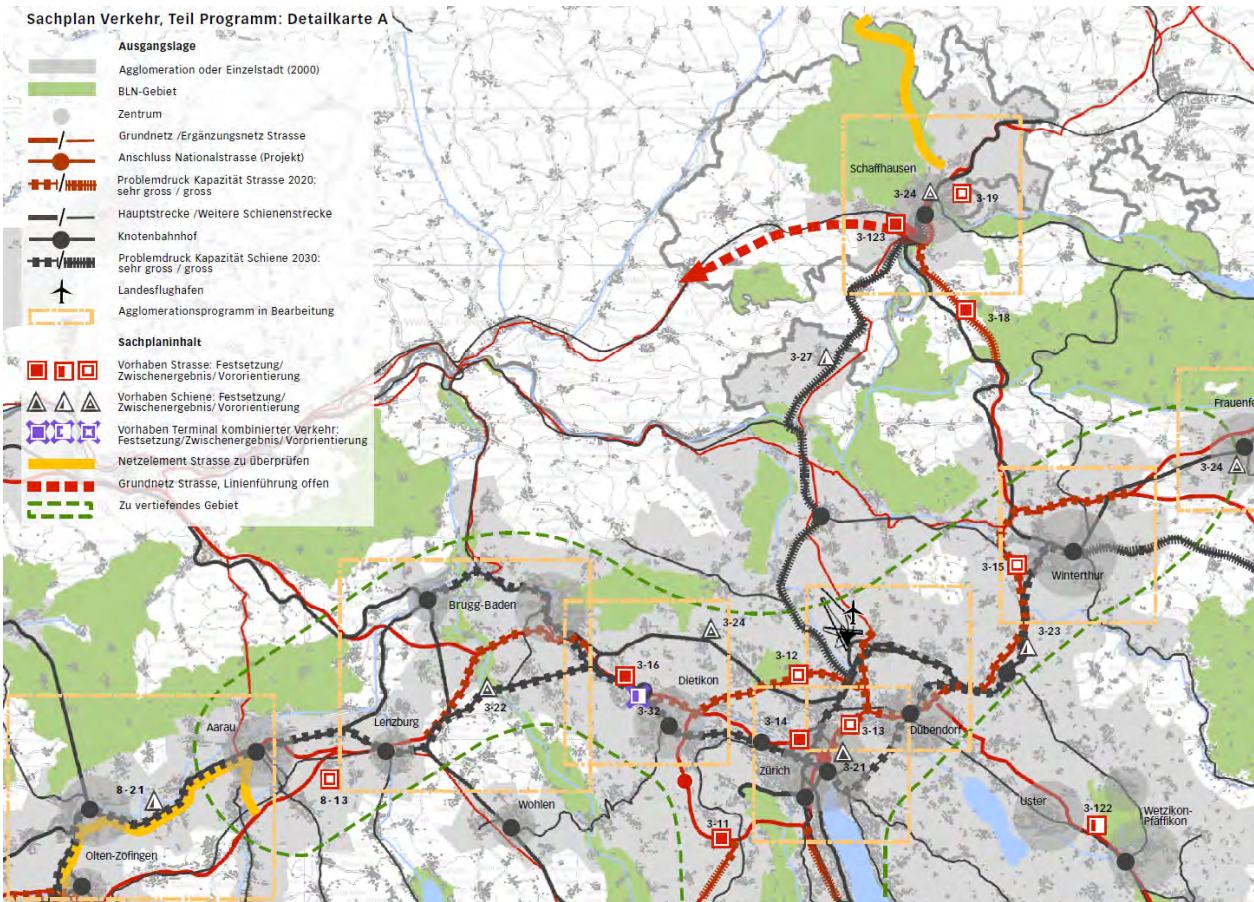 Sachplan Verkehr, Teil Programm: Detailkarte A
Ausgangslage
Agglomeration oder Einzelstadt (2000)
BLN-Gebiet
Zentrum
Grundnetz /Ergänzungsnetz Strasse
Anschluss Nationalstrasse (Projekt)
Problemdruck Kapazität Strasse 2020:
sehr gross / gross
Hauptstrecke /Weitere Schienenstrecke
Knotenbahnhof
Problemdruck Kapazität Schiene 2030:
sehr gross / gross
Landesflughafen
Agglomerationsprogramm in Bearbeitung
Sachplaninhalt
Vorhaben Strasse: Festsetzung/
Zwischenergebnis/Vororientierung
Vorhaben Schiene: Festsetzung/
Zwischenergebnis/Vororientierung
Vorhaben Terminal kombinierter Verkehr:
Festsetzung/Zwischenergebnis/Vororientierung
Netzelement Strasse zu überprüfen
Grundnetz Strasse, Linienführung offen
Zu vertiefendes Gebiet
Schaffhausen
3-24
3-19
3-123
3-18
3-27
Frauenfe
3-24
3-15
Winterthur
Brugg-Baden
3-24
3-23
3-16
3-12
Dietikon
3-22
3-32
Lenzburg
Aarau
3-14
3-13
Dübendorf
Zürich
3-21
8-21
8-13
Wohlen
Uster
3-122
Wetzikon-
Pfäffikon
3-11
Olten-Zofingen